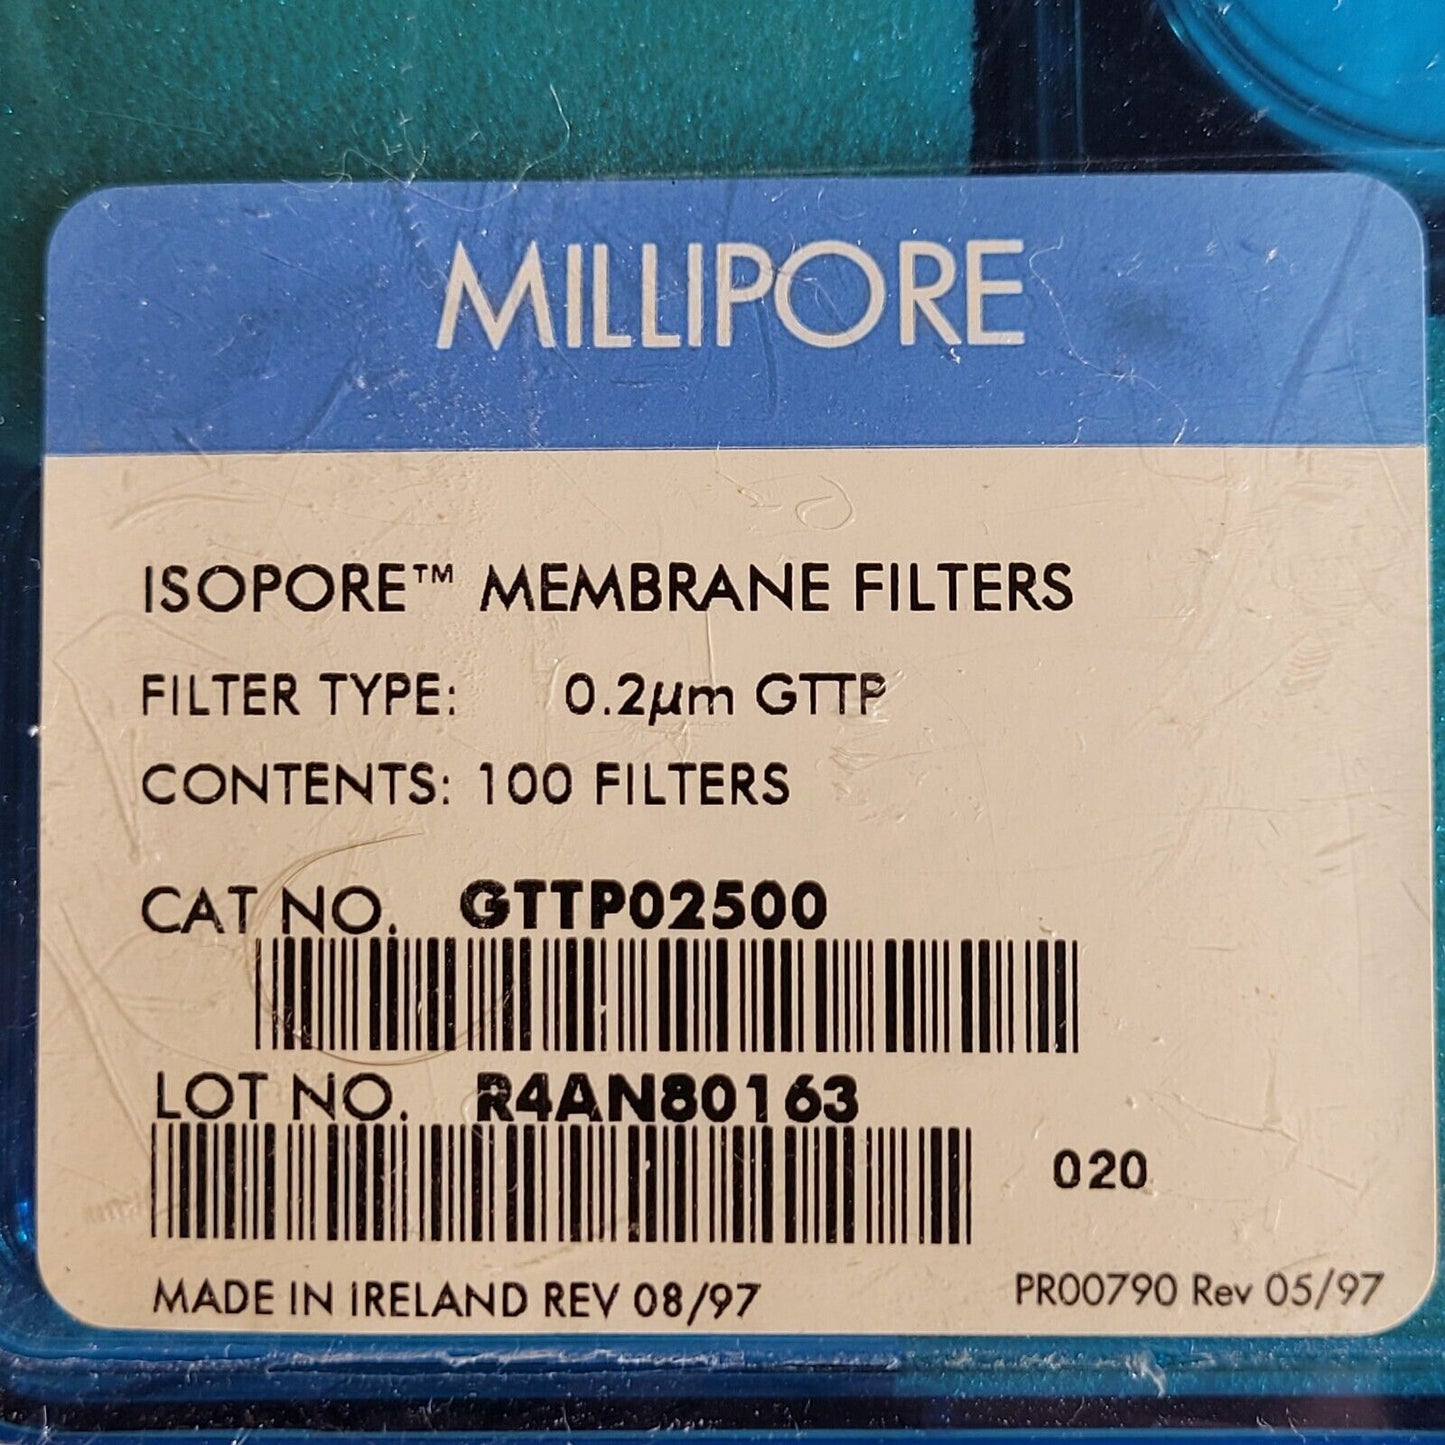 MILLIPORE
ISOPORE™ MEMBRANE FILTERS
FILTER TYPE: 0.2µm GTTP
CONTENTS: 100 FILTERS
CAT NO. GTTP02500
LOT NO. R4AN80163
020
MADE IN IRELAND REV 08/97 PR00790 Rev 05/97